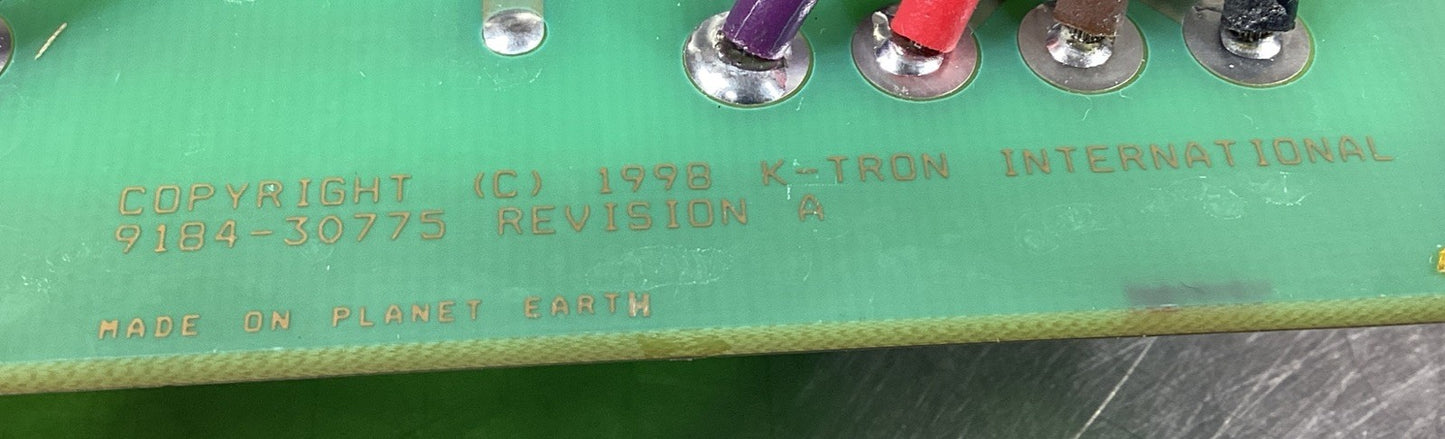 COPYRIGHT (C) 1998 K-TRON INTERNATIONAL
9184-30775 REVISION A
MADE ON PLANET EARTH